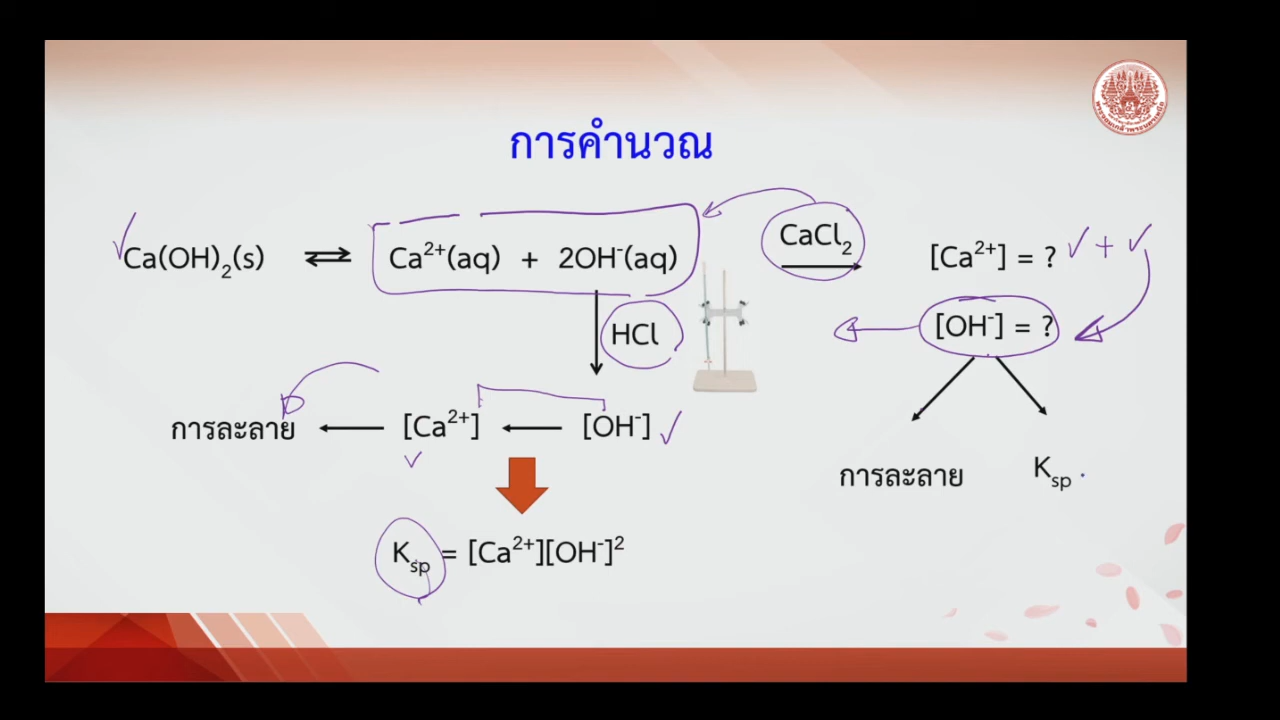 การคำนวณ
Ca(OH)₂(s) ⇌ Ca²⁺(aq) + 2OH⁻(aq)
CaCl₂
[Ca²⁺] = ? ✓ + ✓
HCl
[OH⁻] = ?
การละลาย ← [Ca²⁺] ← [OH⁻] ✓
การละลาย
Ksp
Ksp = [Ca²⁺][OH⁻]²